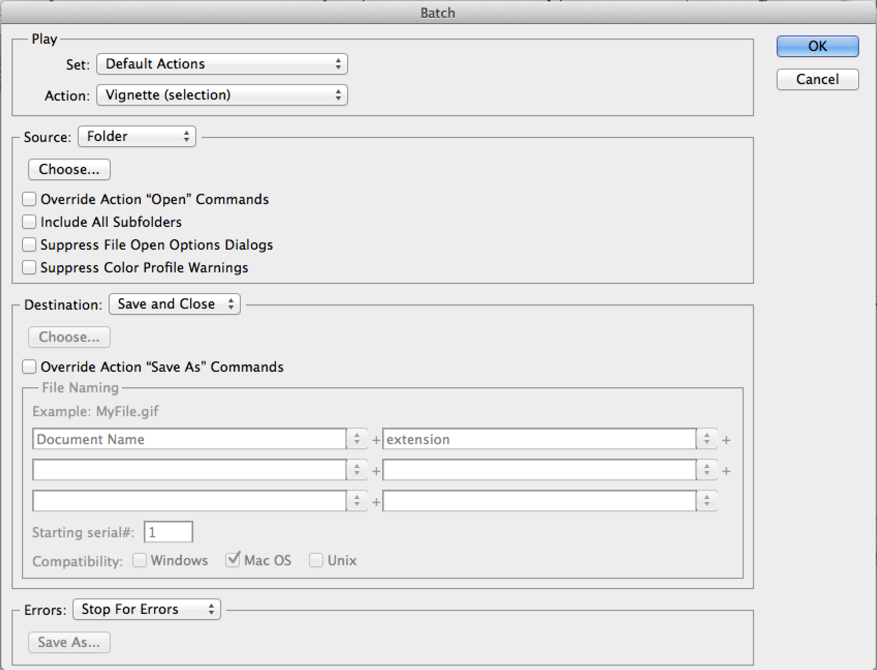 Batch
Play
Set: Default Actions
Action: Vignette (selection)
OK
Cancel
Source: Folder
Choose...
Override Action “Open” Commands
Include All Subfolders
Suppress File Open Options Dialogs
Suppress Color Profile Warnings
Destination: Save and Close
Choose...
Override Action “Save As” Commands
File Naming
Example: MyFile.gif
Document Name + extension +
+ +
+
Starting serial#: 1
Compatibility: Windows Mac OS Unix
Errors: Stop For Errors
Save As...